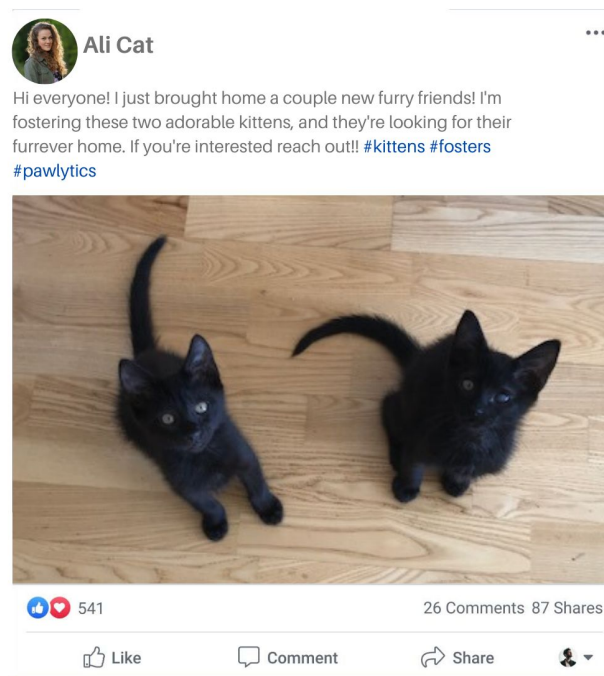 Ali Cat
Hi everyone! I just brought home a couple new furry friends! I'm
fostering these two adorable kittens, and they're looking for their
furrever home. If you're interested reach out!! #kittens #fosters
#pawlytics
541
26 Comments 87 Shares
Like
Comment
Share